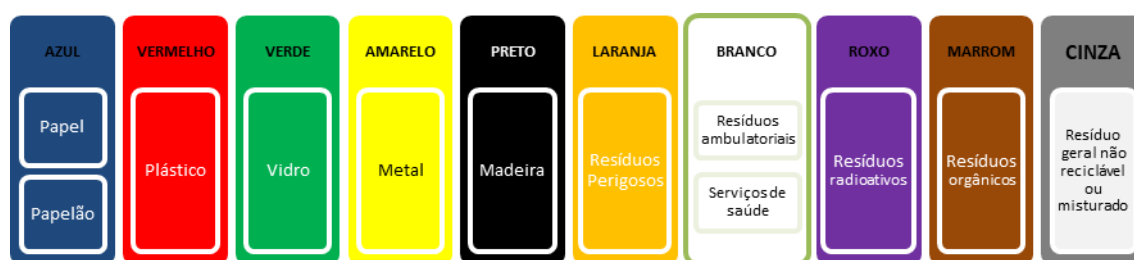 AZUL
Papel
Papelão
VERMELHO
Plástico
VERDE
Vidro
AMARELO
Metal
PRETO
Madeira
LARANJA
Resíduos
Perigosos
BRANCO
Resíduos
ambulatoriais
Serviços de
saúde
ROXO
Resíduos
radioativos
MARROM
Resíduos
orgânicos
CINZA
Resíduo
geral não
reciclável
ou
misturado